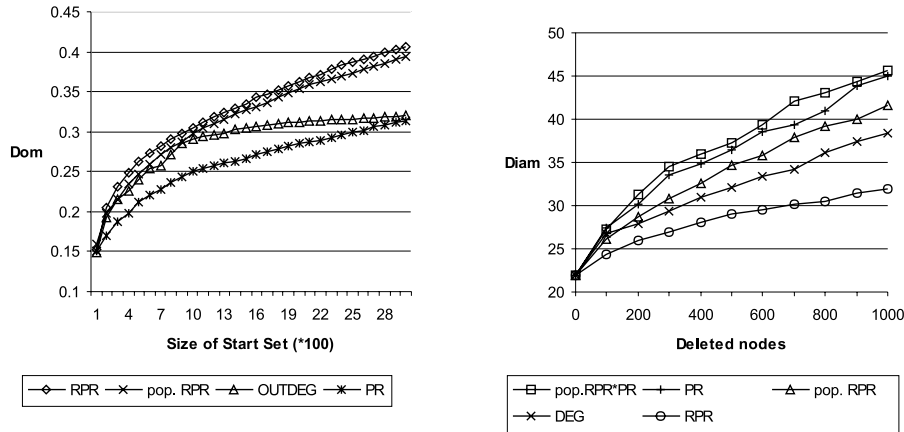 0.45
0.4
0.35
0.3
Dom
0.25
0.2
0.15
0.1
1 4 7 10 13 16 19 22 25 28
Size of Start Set (*100)
RPR pop. RPR OUTDEG PR
50
45
40
Diam
35
30
25
20
0 200 400 600 800 1000
Deleted nodes
pop.RPR*PR PR pop. RPR
DEG RPR